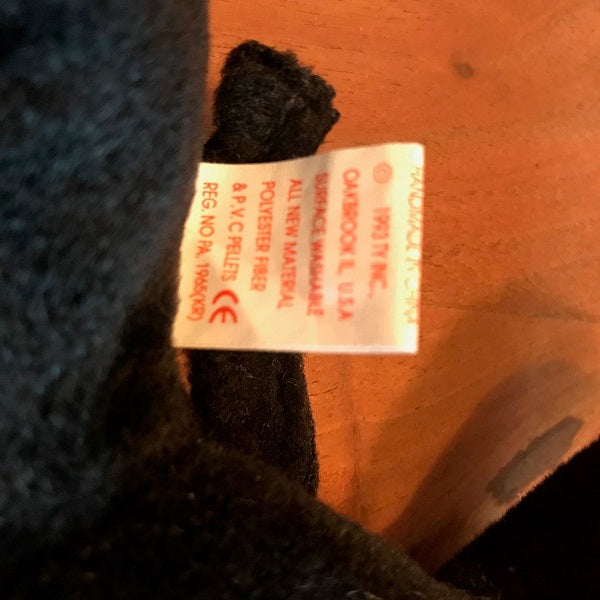 HANDMADE IN CHINA
© 1993 TY INC.,
OAKBROOK IL. U.S.A
SURFACE WASHABLE
ALL NEW MATERIAL
POLYESTER FIBER
& P.V.C PELLETS CE
REG. NO PA. 1965(KR)